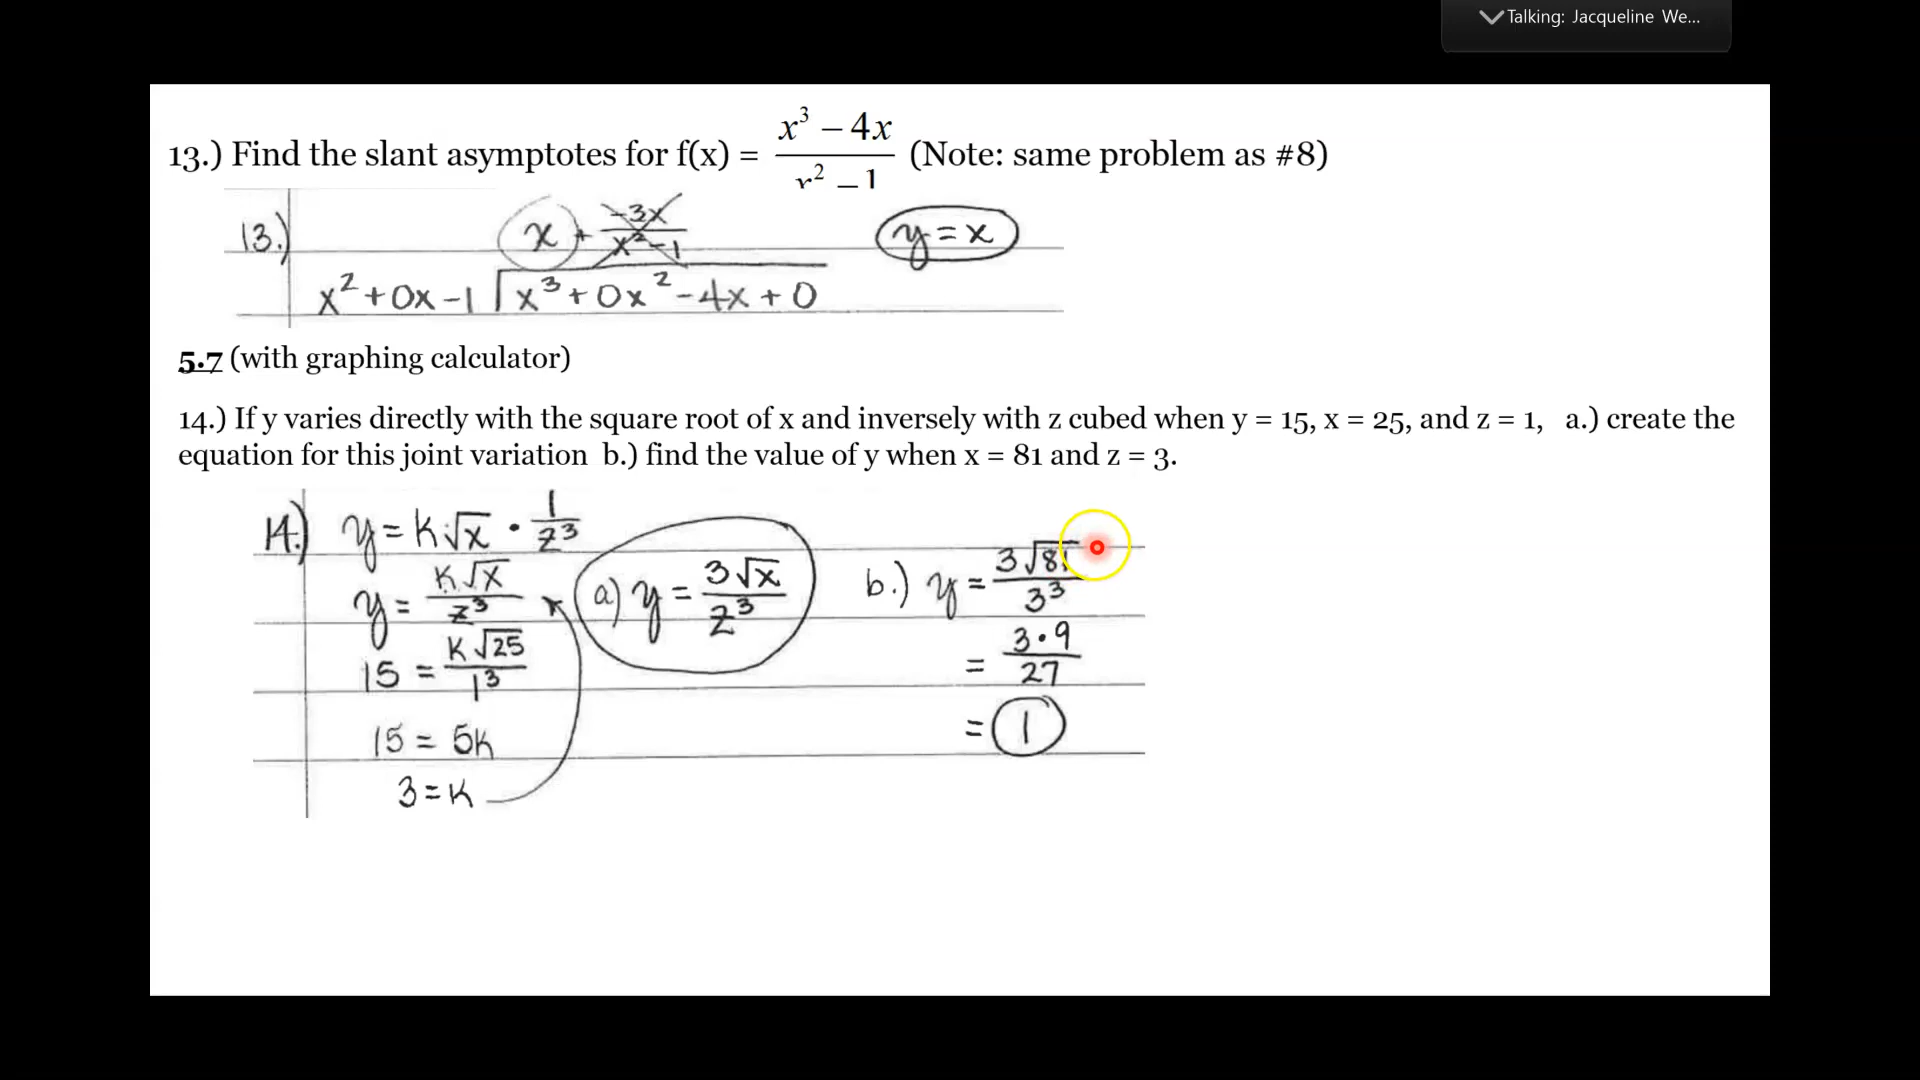 Talking: Jacqueline We...
13.) Find the slant asymptotes for f(x) = (x³ − 4x)/(x² − 1) (Note: same problem as #8)
13.) x + (-3x)/(x²-1) y = x
x²+0x-1 √x³+0x²-4x+0
5.7 (with graphing calculator)
14.) If y varies directly with the square root of x and inversely with z cubed when y = 15, x = 25, and z = 1, a.) create the
equation for this joint variation b.) find the value of y when x = 81 and z = 3.
14.) y = k√x • 1/z³
y = k√x/z³
15 = k√25/1³
15 = 5k
3 = k
a) y = 3√x/z³
b.) y = 3√81/3³
= 3•9/27
= 1